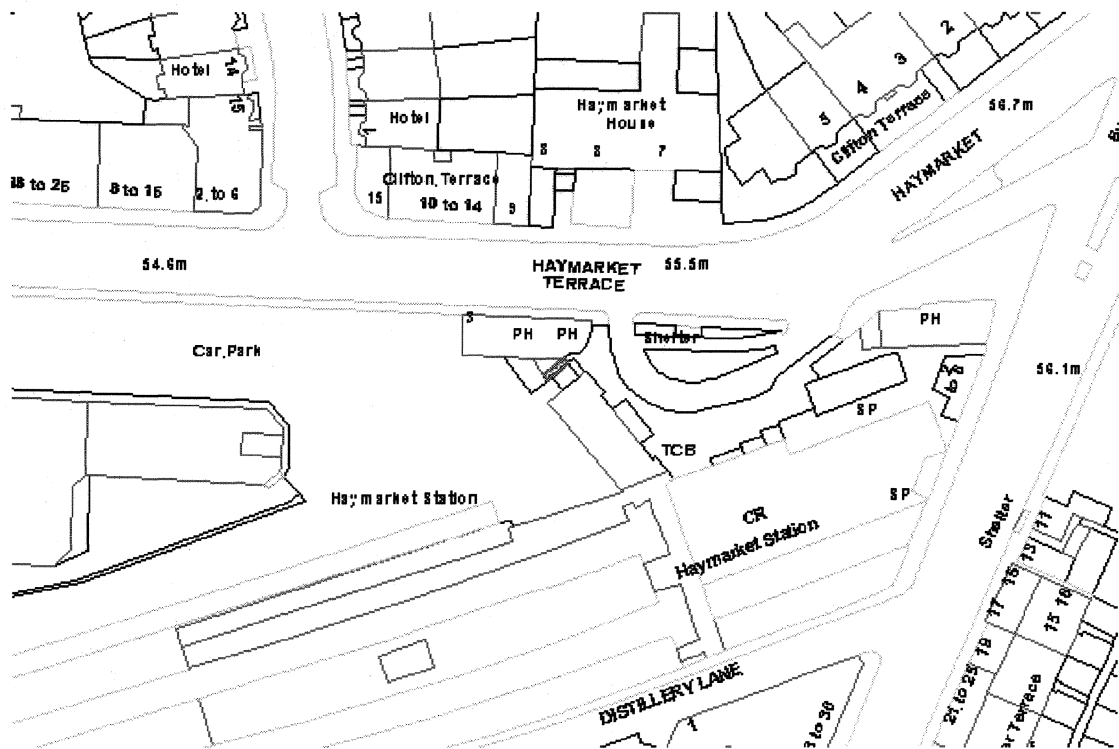 2
3
Hotel
14
4
15
Haymarket
House
56.7m
Hotel
5
Clifton Terrace
HAYMARKET
8
7
Clifton Terrace
18 to 25
8 to 15
2 to 6
15
10 to 14
9
54.6m
HAYMARKET
TERRACE
55.5m
3
PH
PH
Shelter
PH
Car Park
56.1m
SP
TCB
Haymarket Station
SP
CR
Haymarket Station
Shelter
11
13
16
17
15
16
19
19
21 to 25
DISTILLERY LANE
1